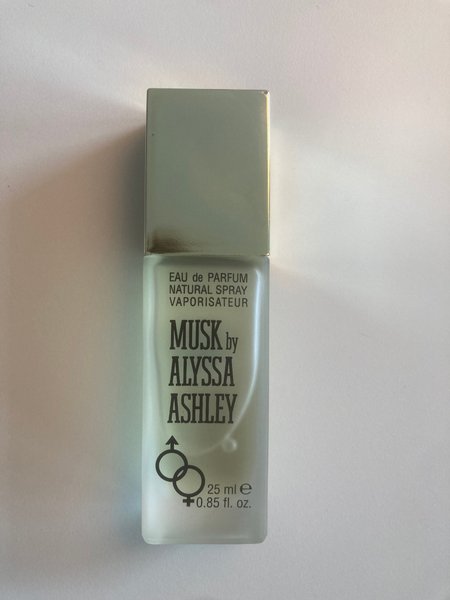 EAU de PARFUM
NATURAL SPRAY
VAPORISATEUR
MUSK by
ALYSSA
ASHLEY
25 ml ℮
0.85 fl. oz.